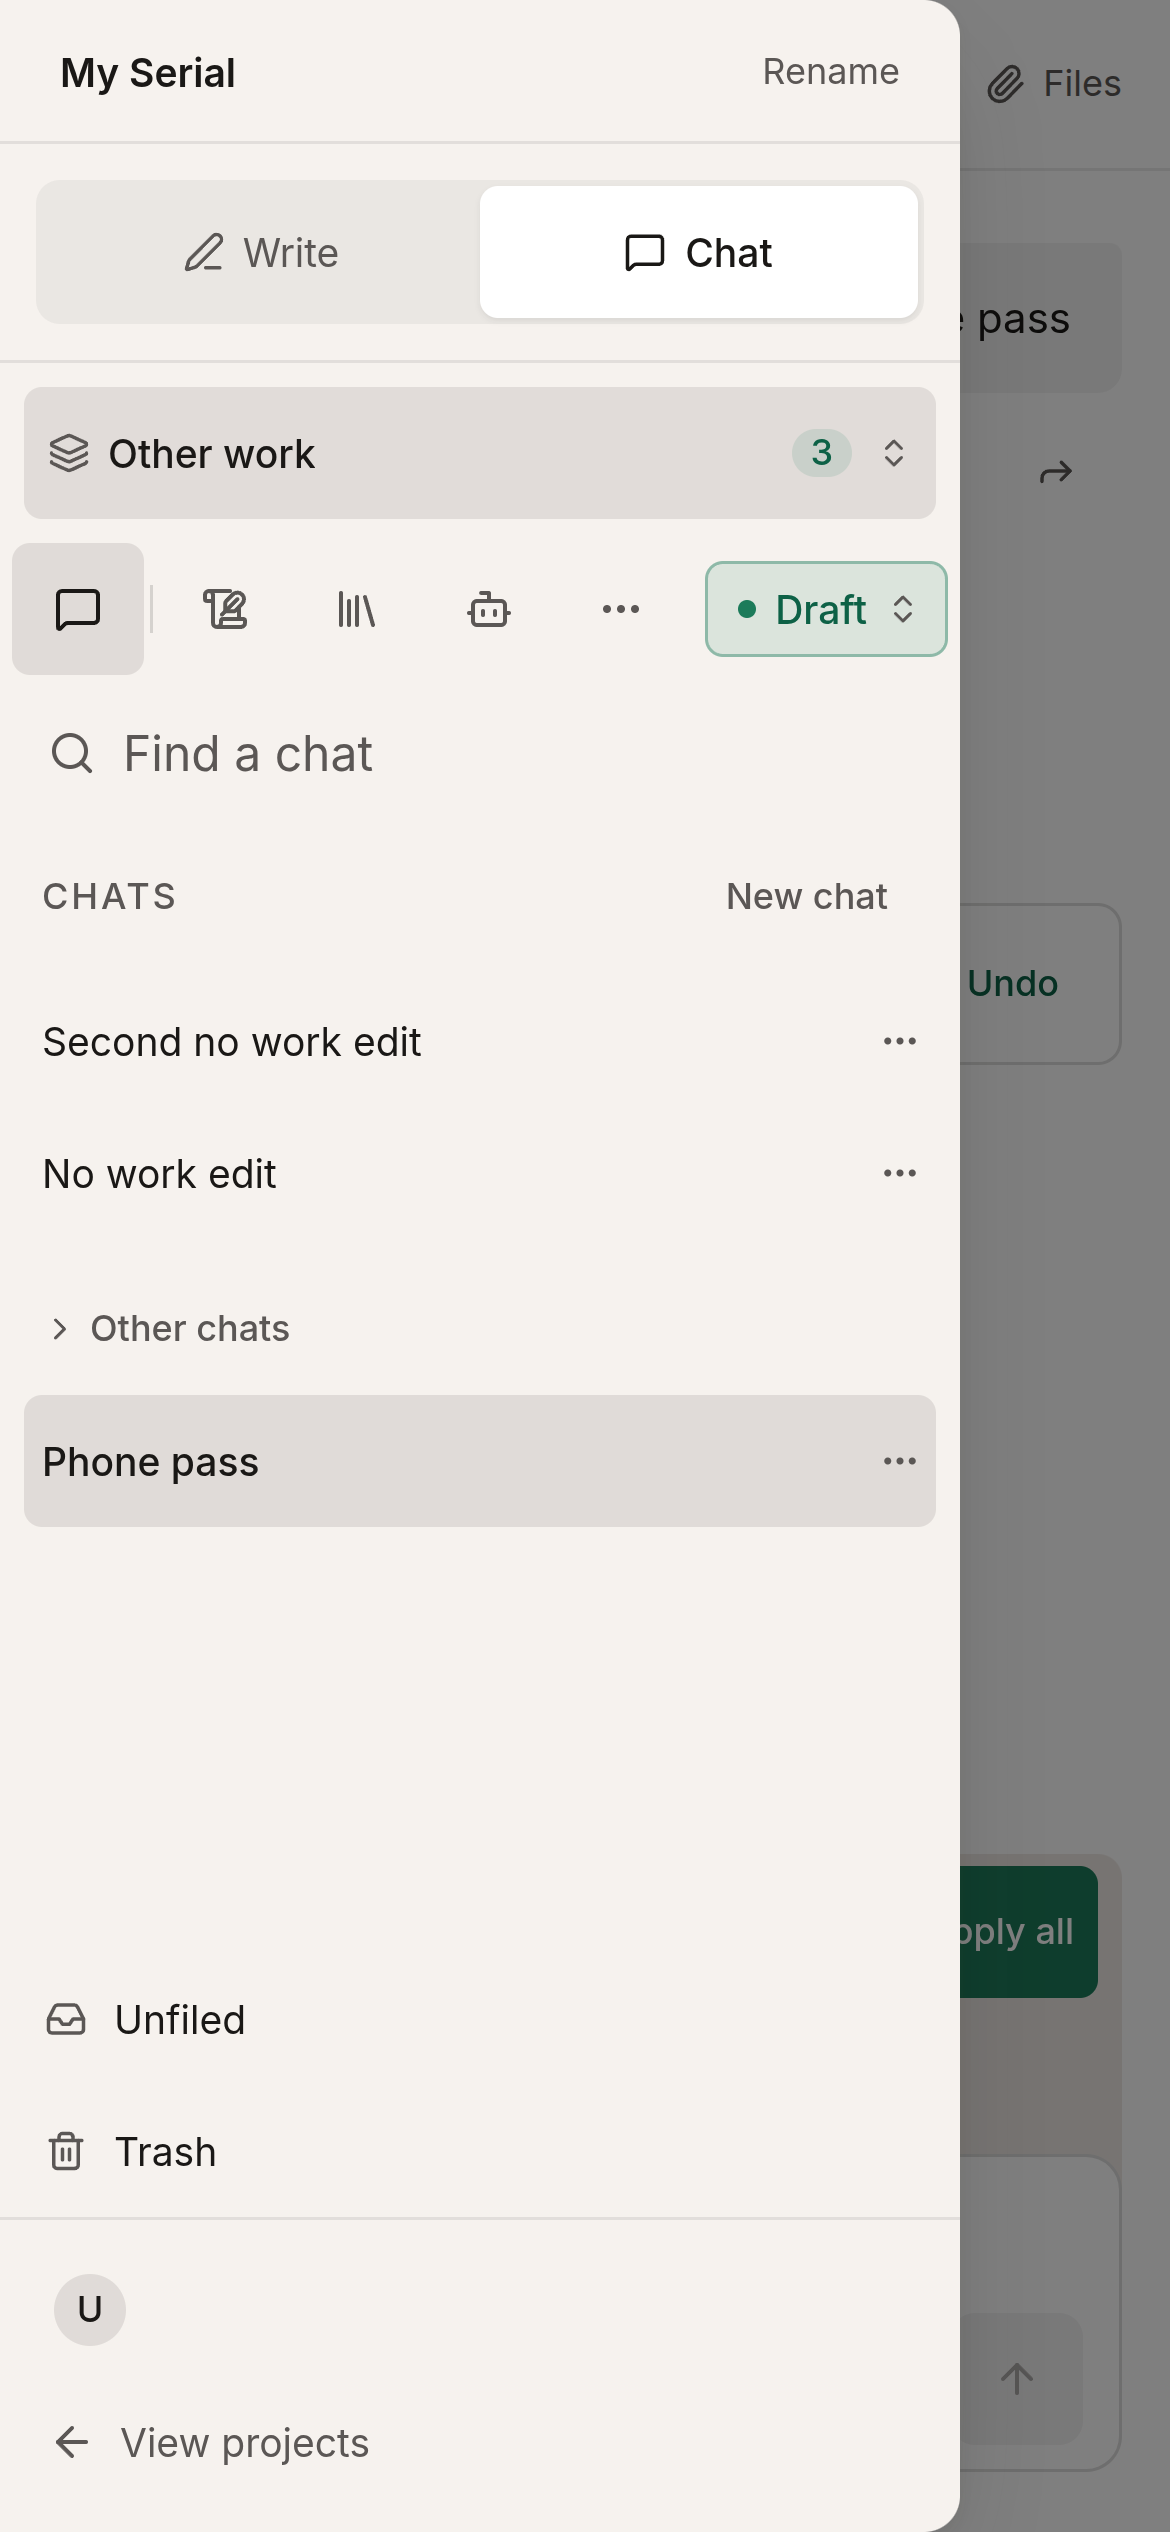 My Serial
Rename
Files
Write
Chat
pass
Other work
3
Draft
Find a chat
CHATS
New chat
Undo
Second no work edit
No work edit
Other chats
Phone pass
all
Unfiled
Trash
U
View projects